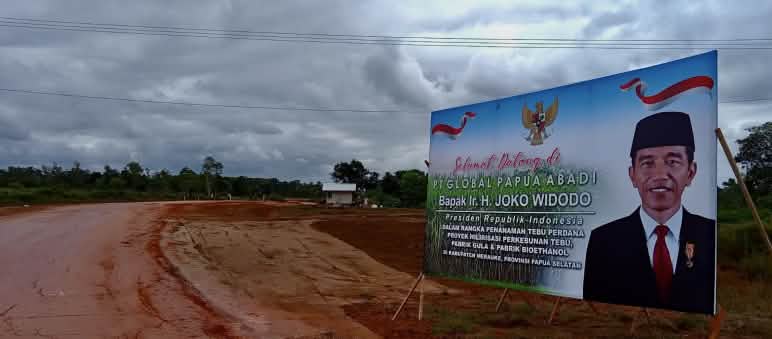 Selamat Datang di
PT GLOBAL PAPUA ABADI
Bapak Ir. H. JOKO WIDODO
Presiden Republik Indonesia
DALAM RANGKA PENANAMAN TEBU PERDANA
PROYEK HILIRISASI PERKEBUNAN TEBU,
PABRIK GULA & PABRIK BIOETHANOL
DI KABUPATEN MERAUKE, PROVINSI PAPUA SELATAN